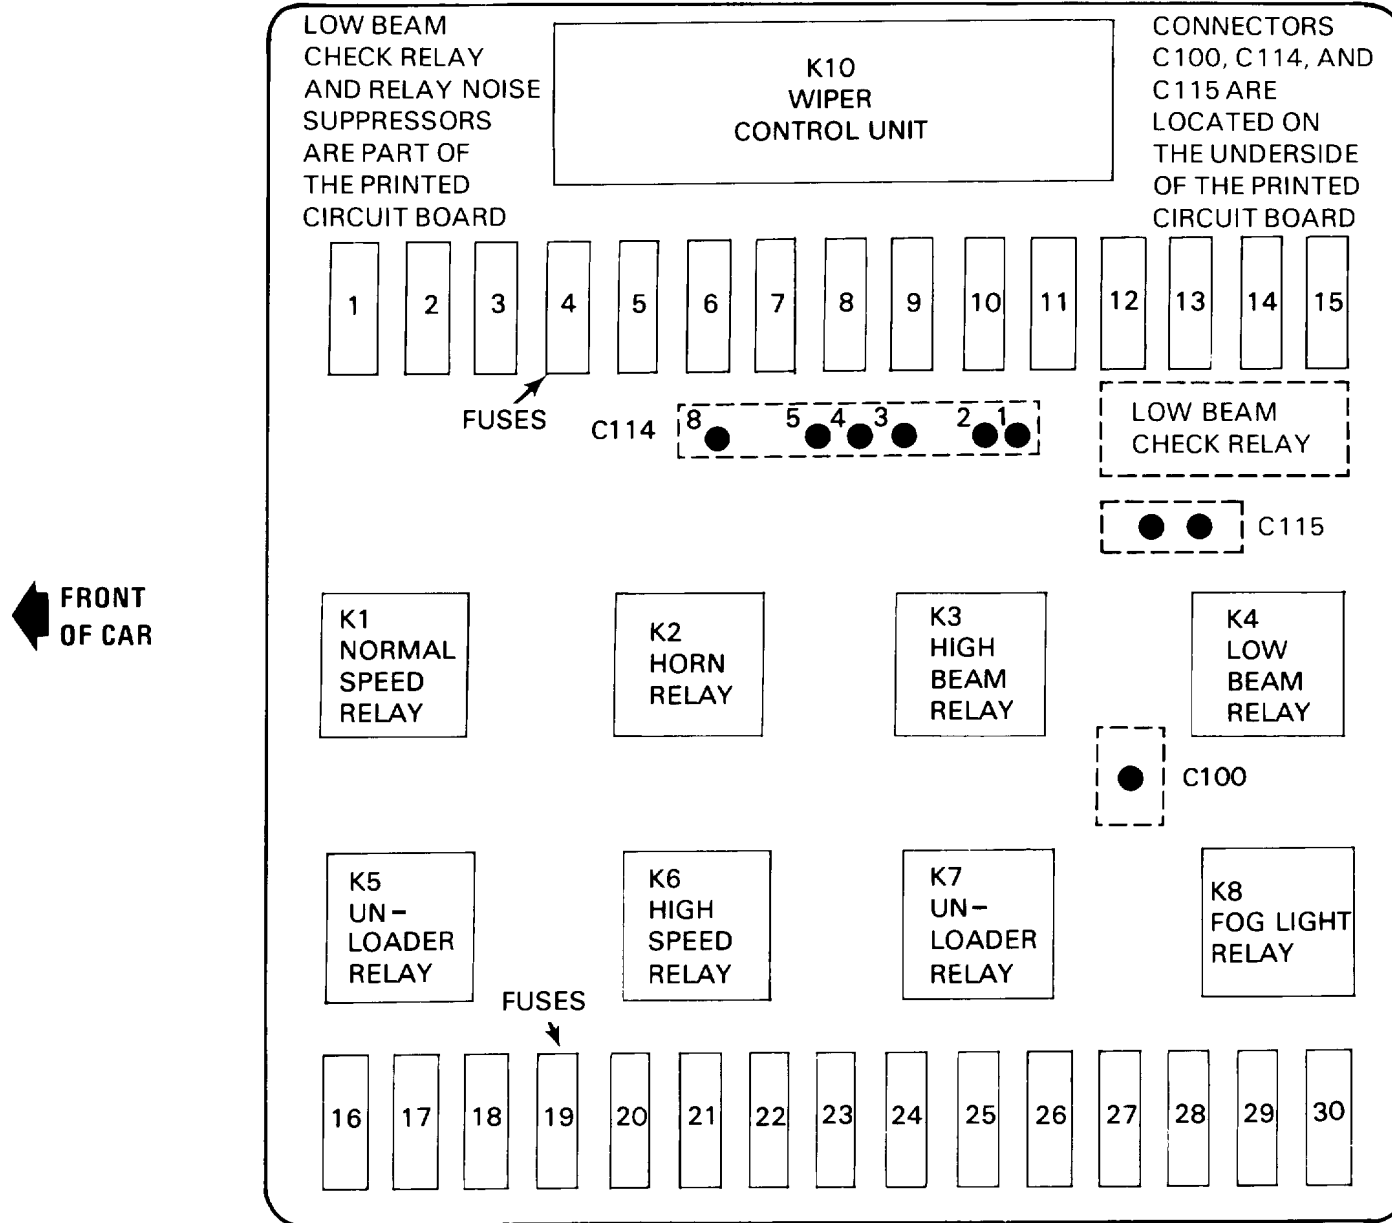 LOW BEAM
CHECK RELAY
AND RELAY NOISE
SUPPRESSORS
ARE PART OF
THE PRINTED
CIRCUIT BOARD
K10
WIPER
CONTROL UNIT
CONNECTORS
C100, C114, AND
C115 ARE
LOCATED ON
THE UNDERSIDE
OF THE PRINTED
CIRCUIT BOARD
1 2 3 4 5 6 7 8 9 10 11 12 13 14 15
FUSES
C114
8 5 4 3 2 1
LOW BEAM
CHECK RELAY
C115
FRONT
OF CAR
K1
NORMAL
SPEED
RELAY
K2
HORN
RELAY
K3
HIGH
BEAM
RELAY
K4
LOW
BEAM
RELAY
C100
K5
UN-
LOADER
RELAY
K6
HIGH
SPEED
RELAY
K7
UN-
LOADER
RELAY
K8
FOG LIGHT
RELAY
FUSES
16 17 18 19 20 21 22 23 24 25 26 27 28 29 30